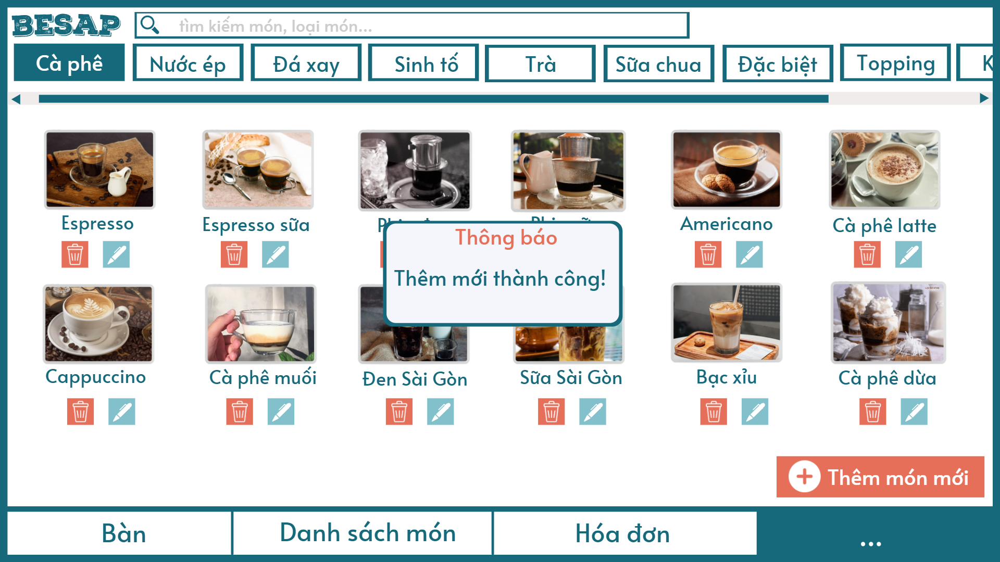 BESAP
tìm kiếm món, loại món...
Cà phê
Nước ép
Đá xay
Sinh tố
Trà
Sữa chua
Đặc biệt
Topping
K
Espresso
Espresso sữa
Americano
Cà phê latte
Thông báo
Thêm mới thành công!
Cappuccino
Cà phê muối
Đen Sài Gòn
Sữa Sài Gòn
Bạc xỉu
Cà phê dừa
Thêm món mới
Bàn
Danh sách món
Hóa đơn
...